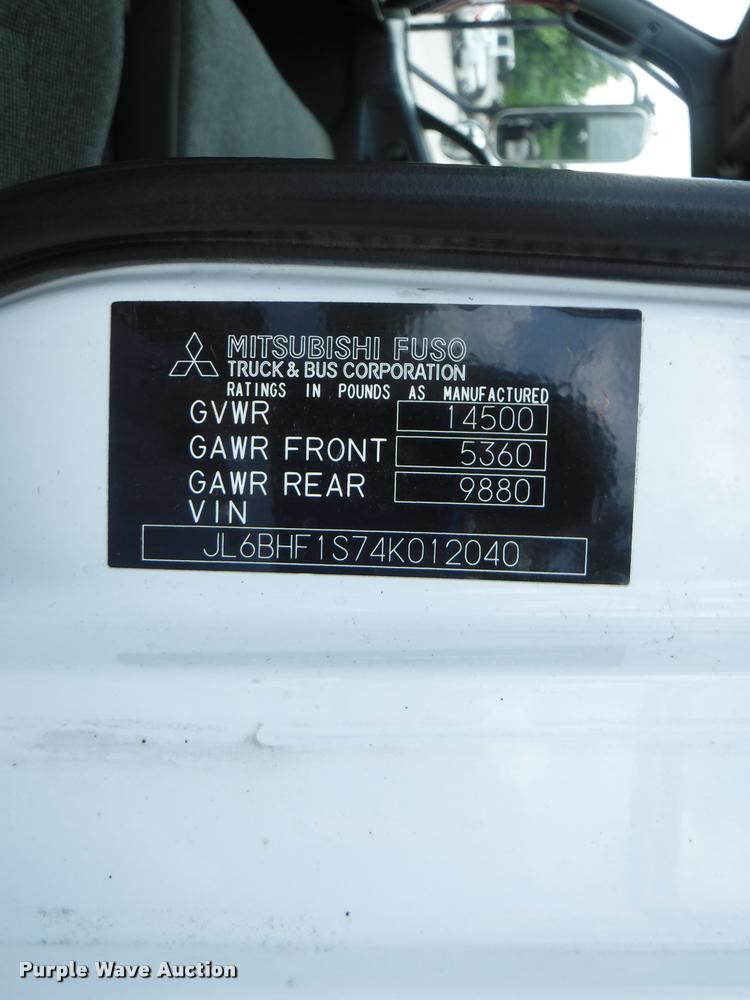 MITSUBISHI FUSO
TRUCK & BUS CORPORATION
RATINGS IN POUNDS AS MANUFACTURED
GVWR 14500
GAWR FRONT 5360
GAWR REAR 9880
VIN
JL6BHF1S74K012040
Purple Wave Auction